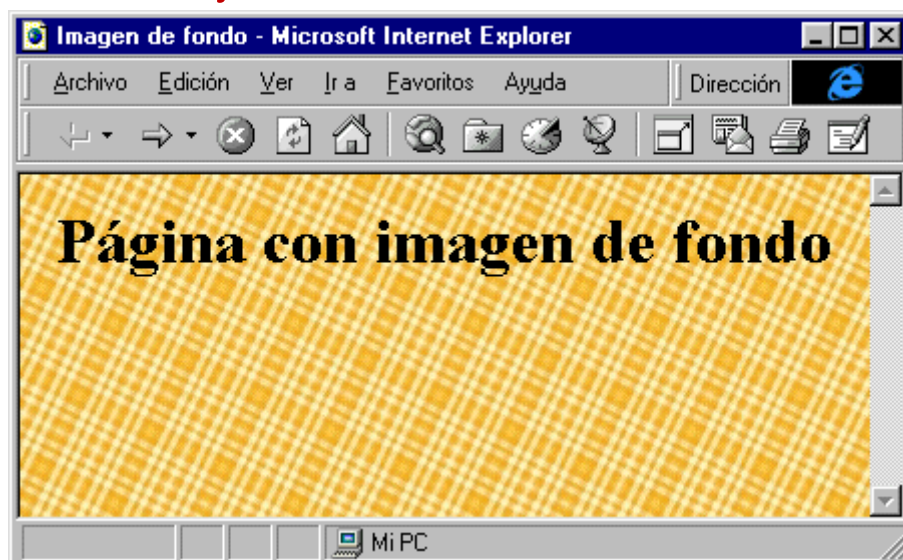 Imagen de fondo - Microsoft Internet Explorer
Archivo Edición Ver Ir a Favoritos Ayuda Dirección
Página con imagen de fondo
Mi PC